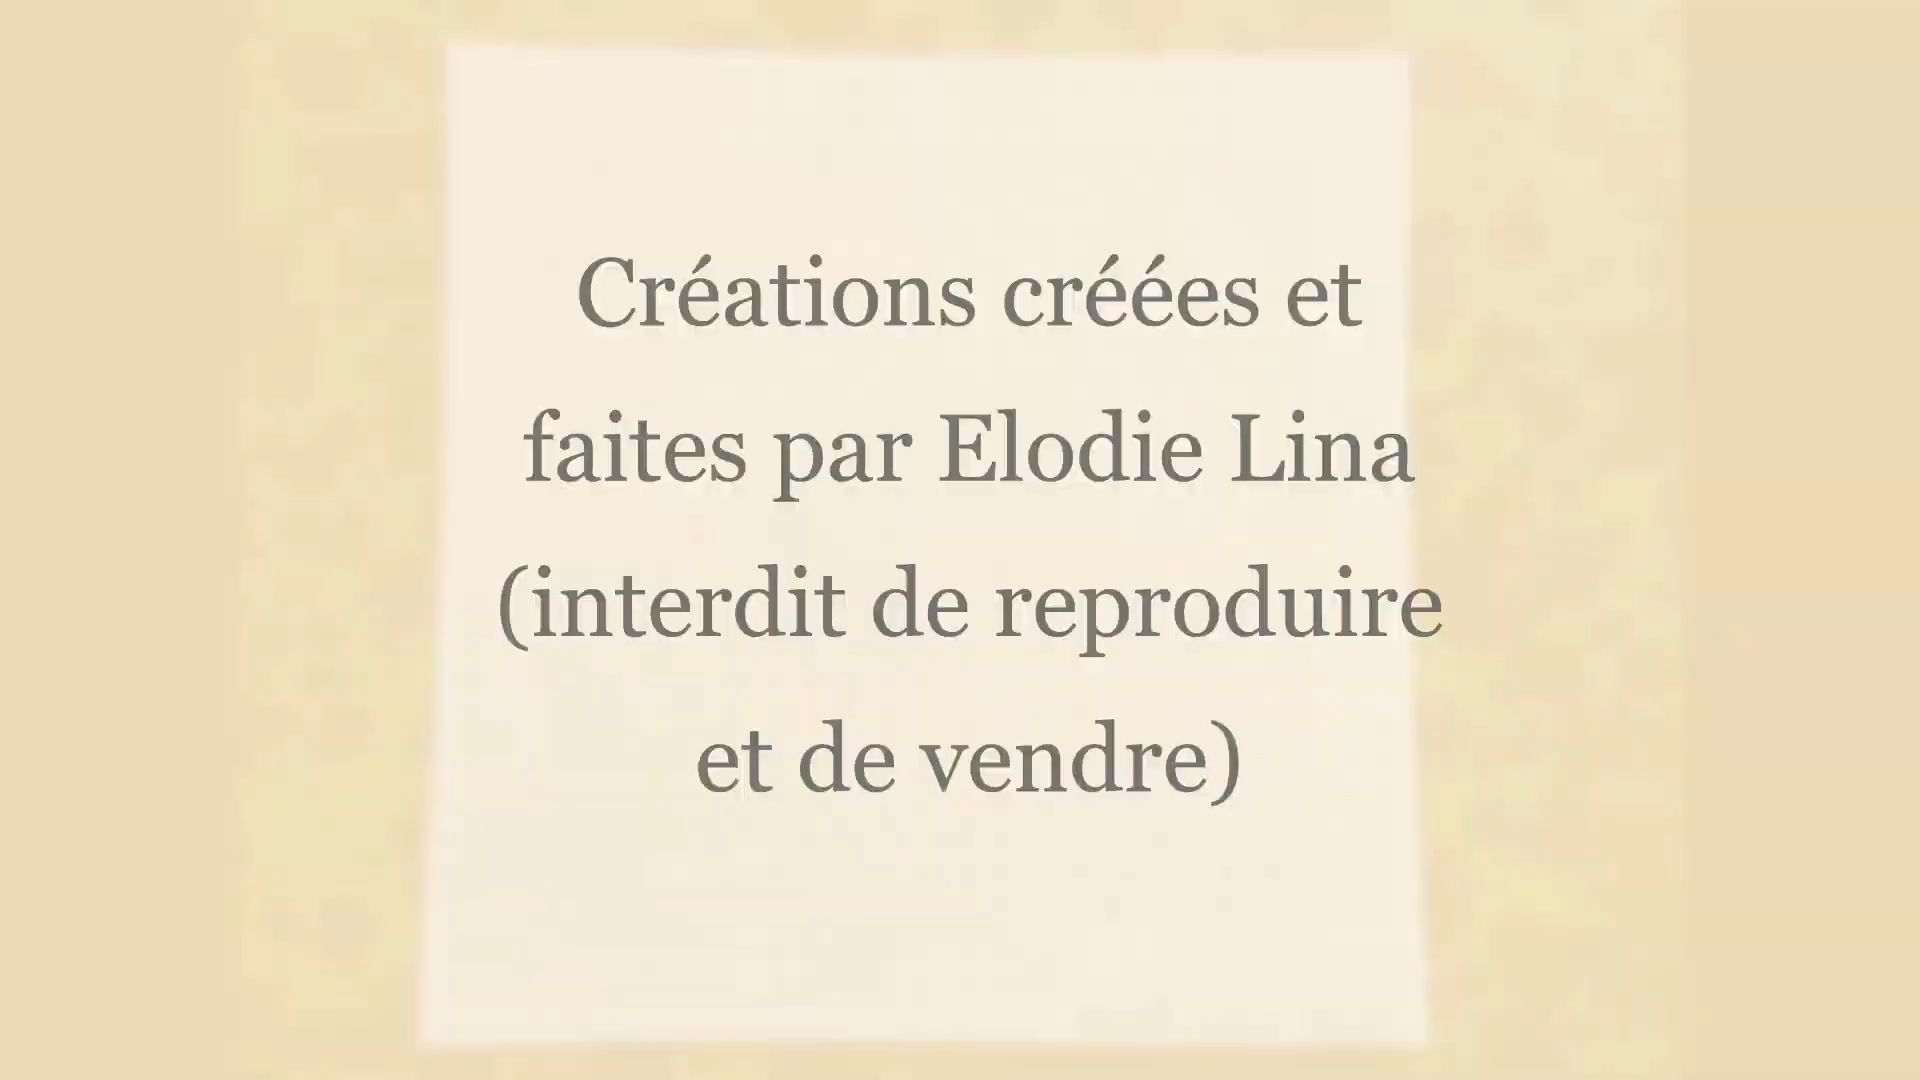 Créations créées et
faites par Elodie Lina
(interdit de reproduire
et de vendre)